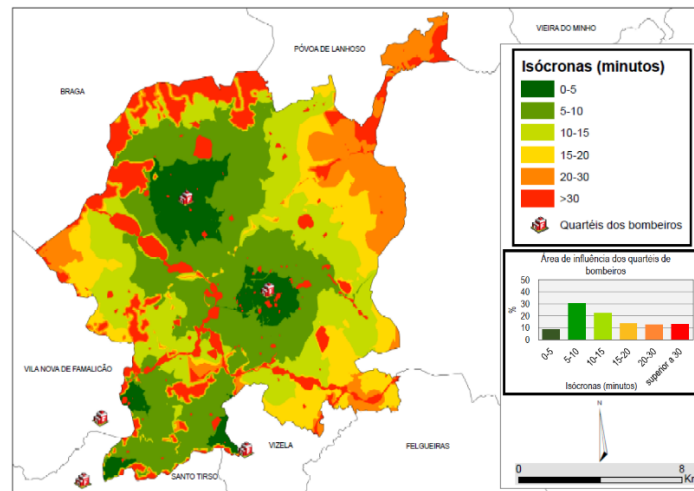 VIEIRA DO MINHO
PÓVOA DE LANHOSO
BRAGA
VILA NOVA DE FAMALICÃO
SANTO TIRSO
VIZELA
FELGUEIRAS
Isócronas (minutos)
0-5
5-10
10-15
15-20
20-30
>30
Quartéis dos bombeiros
Área de influência dos quartéis de
bombeiros
%
50
40
30
20
10
0
0-5
5-10
10-15
15-20
20-30
superior a 30
Isócronas (minutos)
N
0 8
Km